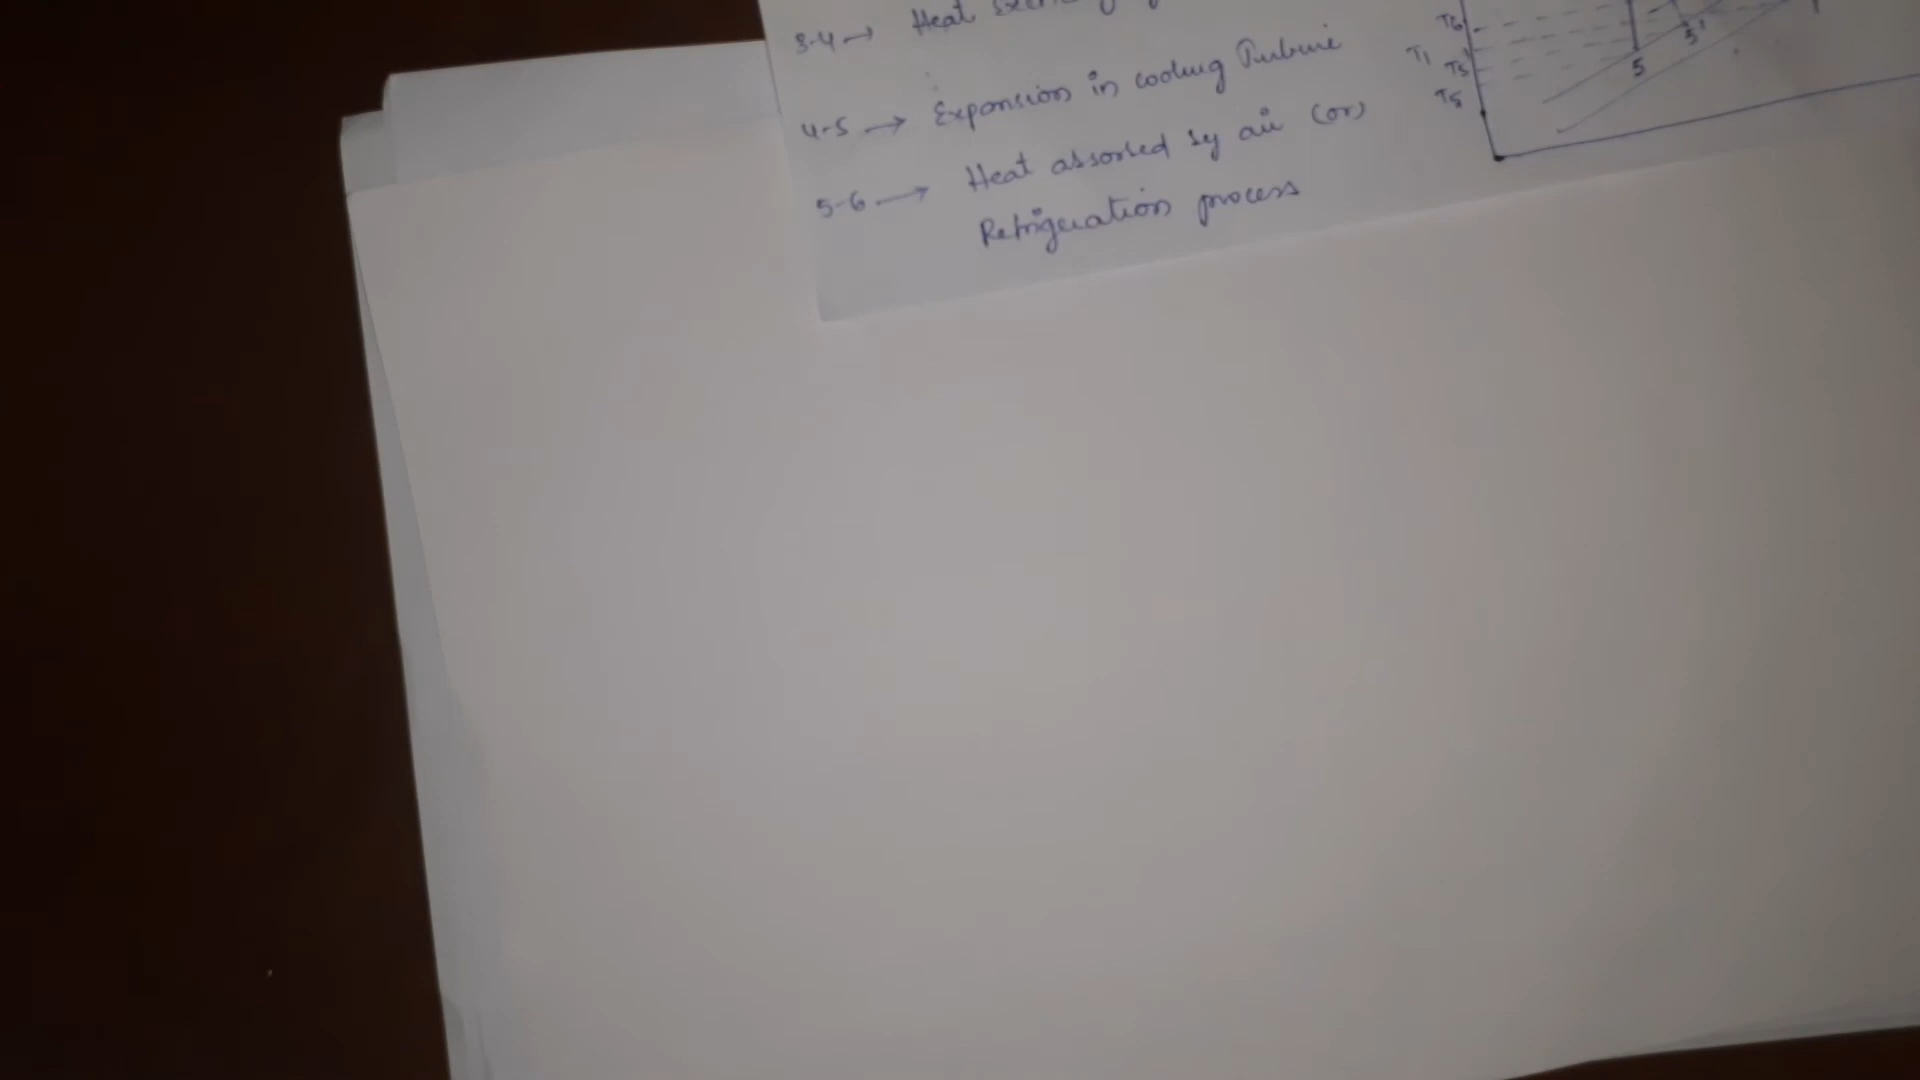 3-4 → Heat
4-5 → Expansion in cooling Turbine
5-6 → Heat assorbed by air (or)
Refrigeration process
T6
T1
T5'
T5
5
5'